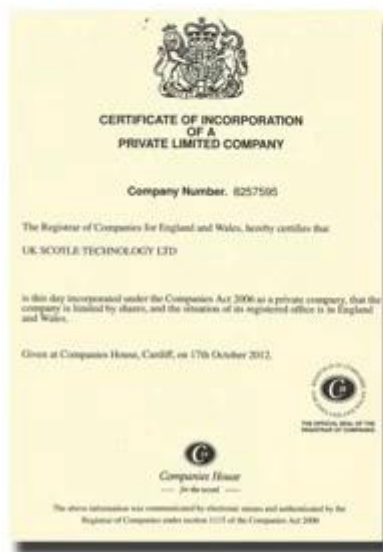 CERTIFICATE OF INCORPORATION
OF A
PRIVATE LIMITED COMPANY
Company Number. 8257595
The Registrar of Companies for England and Wales, hereby certifies that
UK SCOYLE TECHNOLOGY LTD
is this day incorporated under the Companies Act 2006 as a private company, that the
company is limited by shares, and the situation of its registered office is in England
and Wales.
Given at Companies House, Cardiff, on 17th October 2012.
THE OFFICIAL SEAL OF THE
REGISTRAR OF COMPANIES
Companies House
for the record
The above information was communicated by electronic means and authenticated by the
Registrar of Companies under section 1115 of the Companies Act 2006